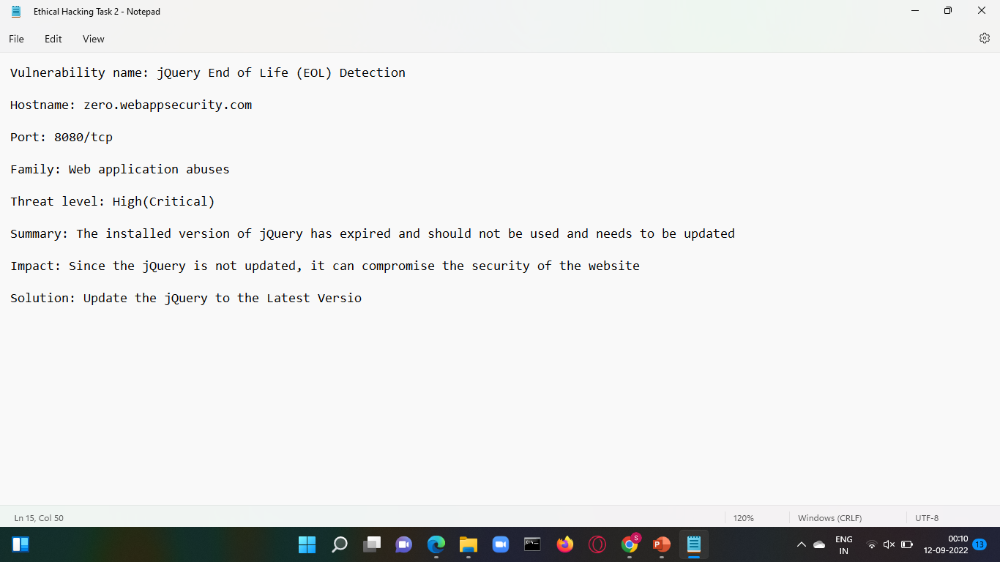 Ethical Hacking Task 2 - Notepad
File Edit View
Vulnerability name: jQuery End of Life (EOL) Detection
Hostname: zero.webappsecurity.com
Port: 8080/tcp
Family: Web application abuses
Threat level: High(Critical)
Summary: The installed version of jQuery has expired and should not be used and needs to be updated
Impact: Since the jQuery is not updated, it can compromise the security of the website
Solution: Update the jQuery to the Latest Versio
Ln 15, Col 50 120% Windows (CRLF) UTF-8
S
P
ENG
IN
00:10
12-09-2022
13